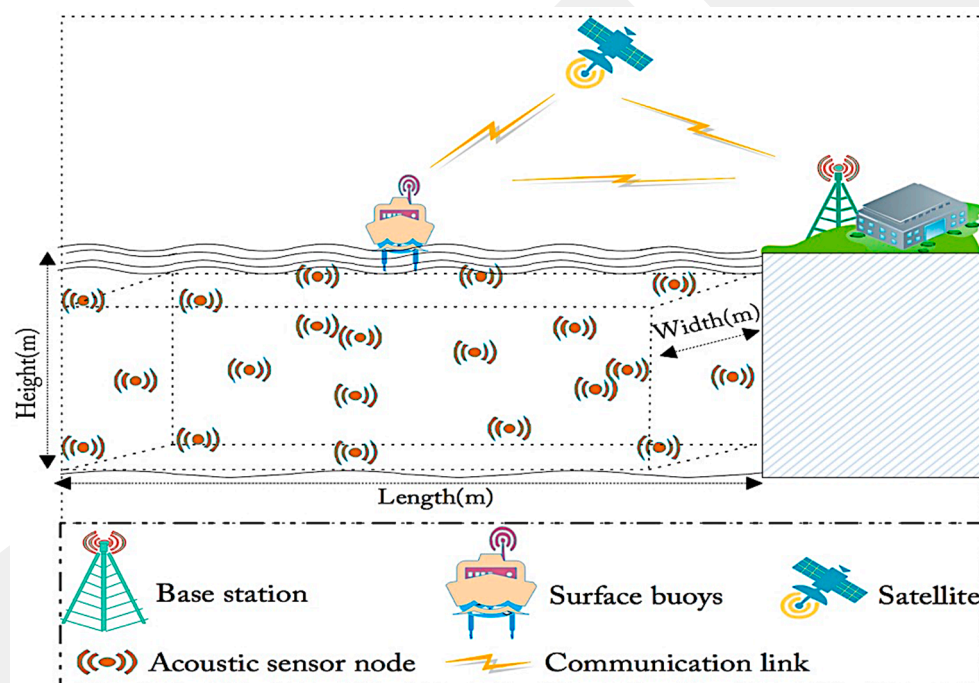 Width(m)
Height(m)
Length(m)
Base station
Surface buoys
Satellite
Acoustic sensor node
Communication link